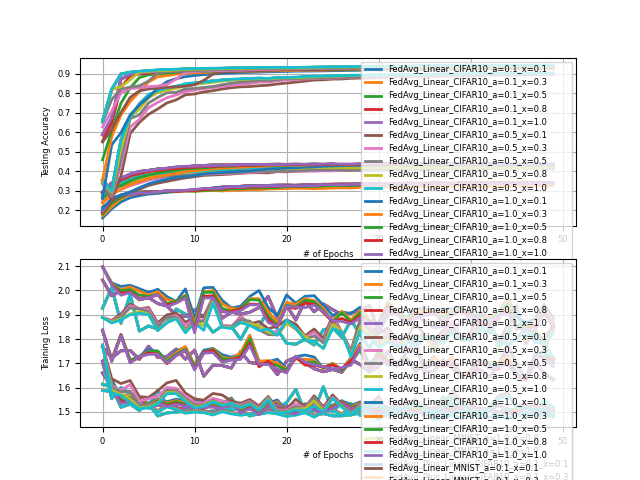 0.9
0.8
0.7
0.6
0.5
0.4
0.3
0.2
Testing Accuracy
0
10
20
50
# of Epochs
FedAvg_Linear_CIFAR10_a=0.1_x=0.1
FedAvg_Linear_CIFAR10_a=0.1_x=0.3
FedAvg_Linear_CIFAR10_a=0.1_x=0.5
FedAvg_Linear_CIFAR10_a=0.1_x=0.8
FedAvg_Linear_CIFAR10_a=0.1_x=1.0
FedAvg_Linear_CIFAR10_a=0.5_x=0.1
FedAvg_Linear_CIFAR10_a=0.5_x=0.3
FedAvg_Linear_CIFAR10_a=0.5_x=0.5
FedAvg_Linear_CIFAR10_a=0.5_x=0.8
FedAvg_Linear_CIFAR10_a=0.5_x=1.0
FedAvg_Linear_CIFAR10_a=1.0_x=0.1
FedAvg_Linear_CIFAR10_a=1.0_x=0.3
FedAvg_Linear_CIFAR10_a=1.0_x=0.5
FedAvg_Linear_CIFAR10_a=1.0_x=0.8
FedAvg_Linear_CIFAR10_a=1.0_x=1.0
2.1
2.0
1.9
1.8
1.7
1.6
1.5
Training Loss
0
10
20
50
# of Epochs
FedAvg_Linear_CIFAR10_a=0.1_x=0.1
FedAvg_Linear_CIFAR10_a=0.1_x=0.3
FedAvg_Linear_CIFAR10_a=0.1_x=0.5
FedAvg_Linear_CIFAR10_a=0.1_x=0.8
FedAvg_Linear_CIFAR10_a=0.1_x=1.0
FedAvg_Linear_CIFAR10_a=0.5_x=0.1
FedAvg_Linear_CIFAR10_a=0.5_x=0.3
FedAvg_Linear_CIFAR10_a=0.5_x=0.5
FedAvg_Linear_CIFAR10_a=0.5_x=0.8
FedAvg_Linear_CIFAR10_a=0.5_x=1.0
FedAvg_Linear_CIFAR10_a=1.0_x=0.1
FedAvg_Linear_CIFAR10_a=1.0_x=0.3
FedAvg_Linear_CIFAR10_a=1.0_x=0.5
FedAvg_Linear_CIFAR10_a=1.0_x=0.8
FedAvg_Linear_CIFAR10_a=1.0_x=1.0
FedAvg_Linear_MNIST_a=0.1_x=0.1
FedAvg_Linear_MNIST_a=0.1_x=0.3